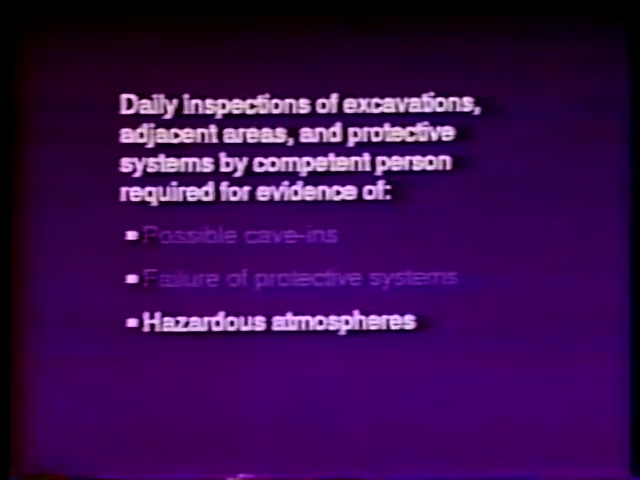 Daily inspections of excavations,
adjacent areas, and protective
systems by competent person
required for evidence of:
▪ Possible cave-ins
▪ Failure of protective systems
▪ Hazardous atmospheres